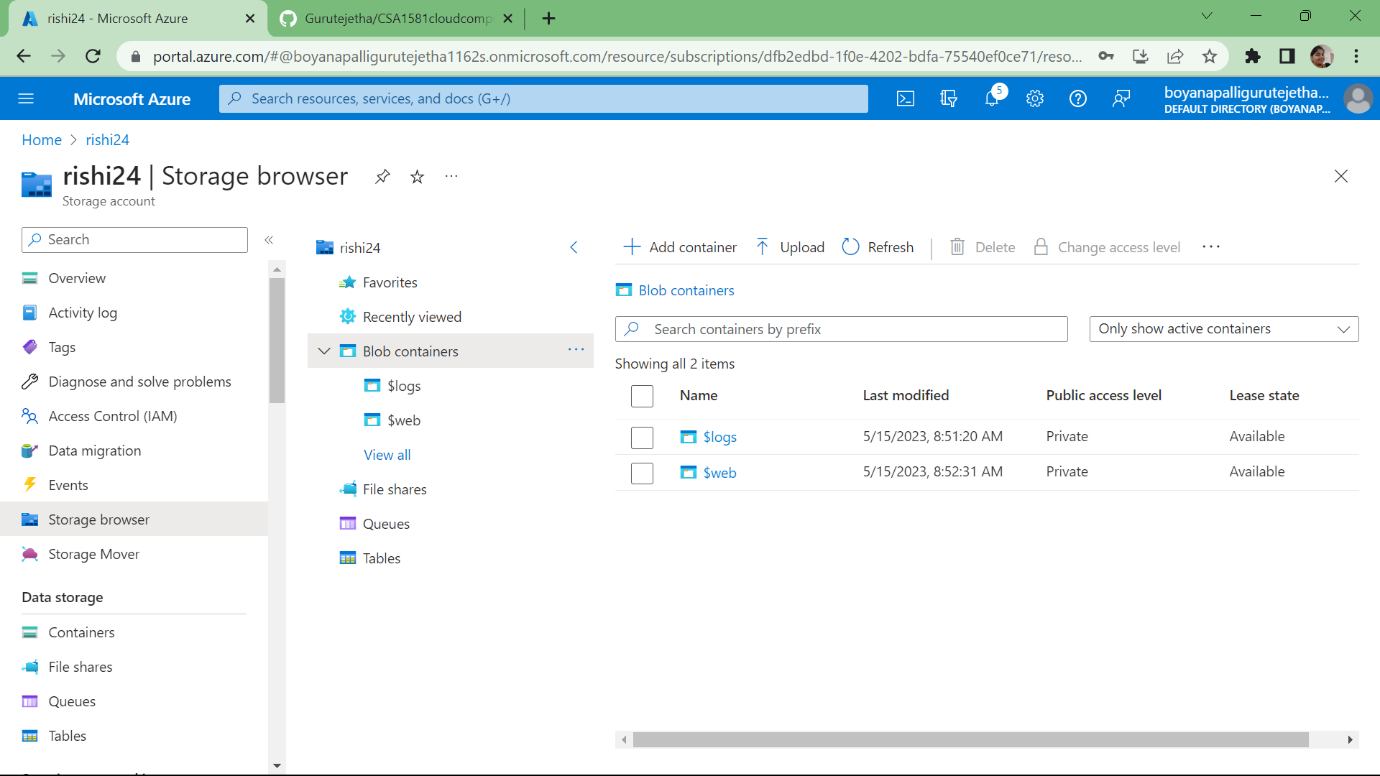 rishi24 - Microsoft Azure
Gurutejetha/CSA1581cloudcomp
portal.azure.com/#@boyanapalligurutejetha1162s.onmicrosoft.com/resource/subscriptions/dfb2edbd-1f0e-4202-bdfa-75540ef0ce71/reso...
Microsoft Azure
Search resources, services, and docs (G+/)
5
boyanapalligurutejetha...
DEFAULT DIRECTORY (BOYANAP...
Home > rishi24
rishi24 | Storage browser
Storage account
Search
Overview
Activity log
Tags
Diagnose and solve problems
Access Control (IAM)
Data migration
Events
Storage browser
Storage Mover
Data storage
Containers
File shares
Queues
Tables
rishi24
Favorites
Recently viewed
Blob containers
$logs
$web
View all
File shares
Queues
Tables
Add container Upload Refresh Delete Change access level
Blob containers
Search containers by prefix
Only show active containers
Showing all 2 items
Name Last modified Public access level Lease state
$logs 5/15/2023, 8:51:20 AM Private Available
$web 5/15/2023, 8:52:31 AM Private Available